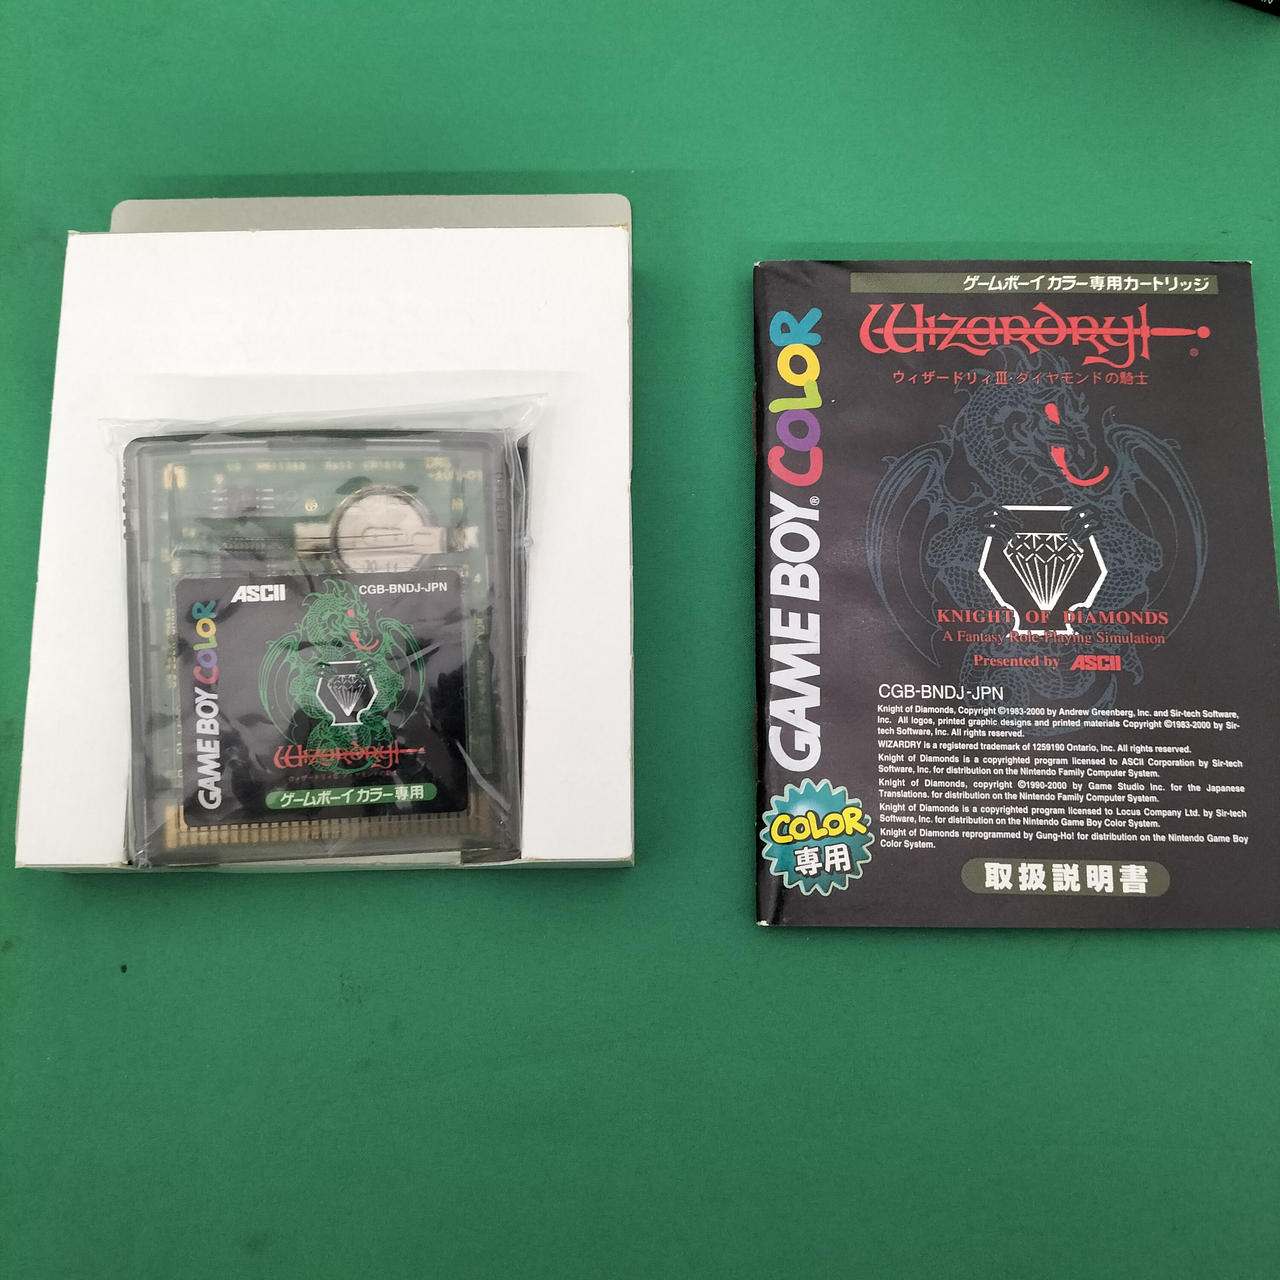 ASCII
CGB-BNDJ-JPN
GAME BOY COLOR
Wizardry
ゲームボーイカラー専用
ゲームボーイカラー専用カートリッジ
GAME BOY® COLOR
Wizardry®
ウィザードリィIII・ダイヤモンドの騎士
KNIGHT OF DIAMONDS
A Fantasy Role-Playing Simulation
Presented by ASCII
CGB-BNDJ-JPN
Knight of Diamonds, Copyright ©1983-2000 by Andrew Greenberg, Inc. and Sir-tech Software,
Inc. All logos, printed graphic designs and printed materials Copyright ©1983-2000 by Sir-
tech Software, Inc. All rights reserved.
WIZARDRY is a registered trademark of 1259190 Ontario, Inc. All rights reserved.
Knight of Diamonds is a copyrighted program licensed to ASCII Corporation by Sir-tech
Software, Inc. for distribution on the Nintendo Family Computer System.
Knight of Diamonds, copyright ©1990-2000 by Game Studio Inc. for the Japanese
Translations. for distribution on the Nintendo Family Computer System.
Knight of Diamonds is a copyrighted program licensed to Locus Company Ltd. by Sir-tech
Software, Inc. for distribution on the Nintendo Game Boy Color System.
Knight of Diamonds reprogrammed by Gung-Ho! for distribution on the Nintendo Game Boy
Color System.
COLOR
専用
取扱説明書